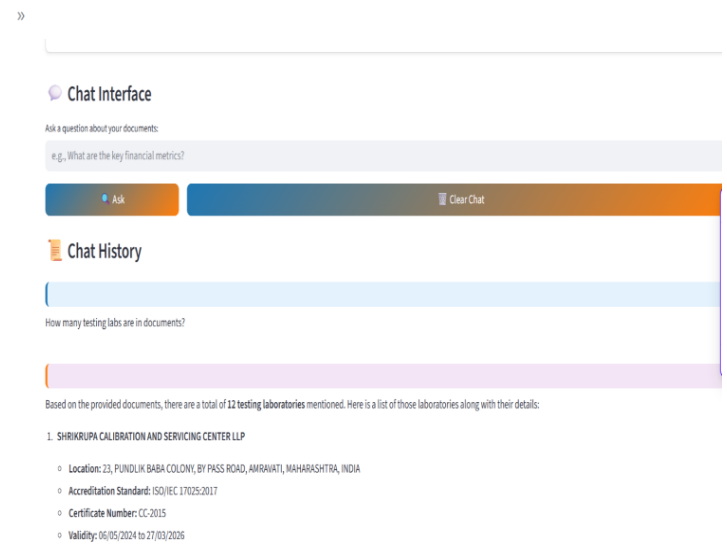 »
Chat Interface
Ask a question about your documents:
e.g., What are the key financial metrics?
Ask
Clear Chat
Chat History
How many testing labs are in documents?
Based on the provided documents, there are a total of 12 testing laboratories mentioned. Here is a list of those laboratories along with their details:
1. SHRIKRUPA CALIBRATION AND SERVICING CENTER LLP
Location: 23, PUNDLIK BABA COLONY, BY PASS ROAD, AMRAVATI, MAHARASHTRA, INDIA
Accreditation Standard: ISO/IEC 17025:2017
Certificate Number: CC-2015
Validity: 06/05/2024 to 27/03/2026